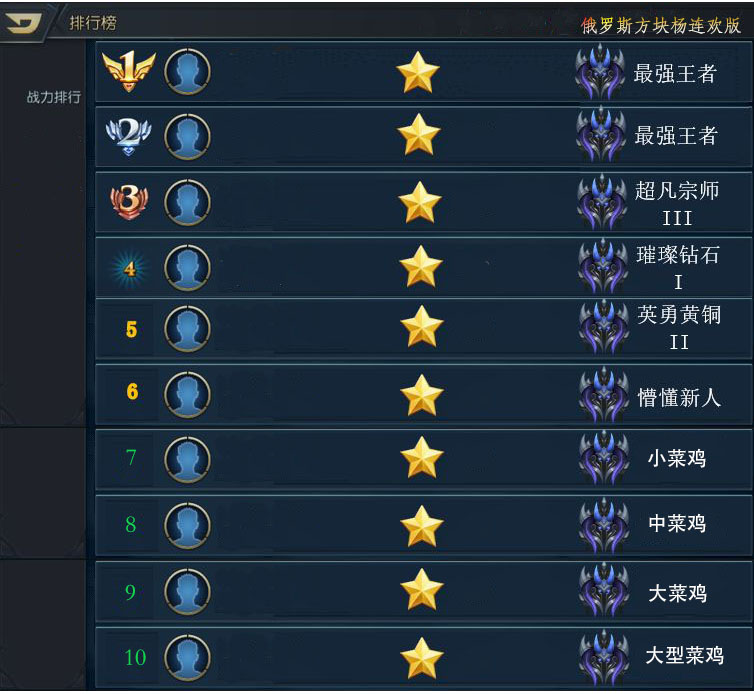 排行榜
俄罗斯方块杨连欢版
战力排行
1
最强王者
2
最强王者
3
超凡宗师
III
4
璀璨钻石
I
5
英勇黄铜
II
6
懵懂新人
7
小菜鸡
8
中菜鸡
9
大菜鸡
10
大型菜鸡